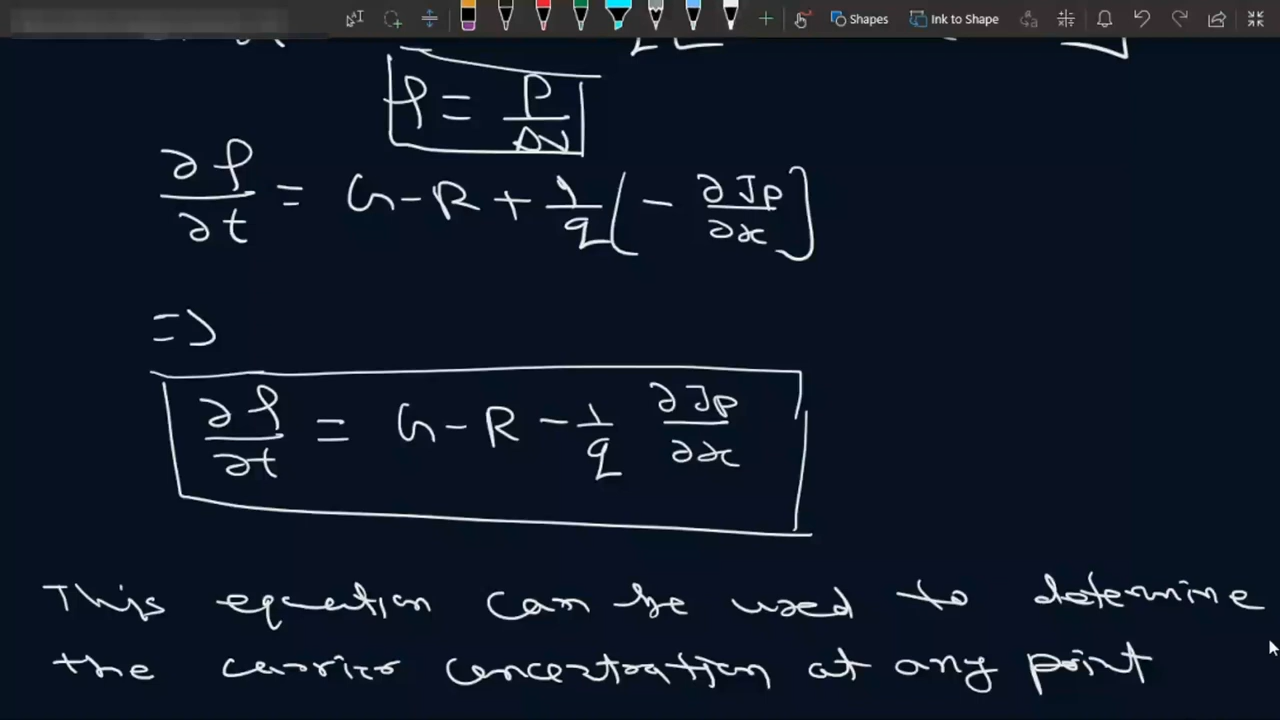 Shapes Ink to Shape
ρ = P/ΔV
∂ρ/∂t = G - R + 1/q (- ∂Jp/∂x)
=>
∂ρ/∂t = G - R - 1/q ∂Jp/∂x
This equation can be used to determine
the carrier concentration at any point